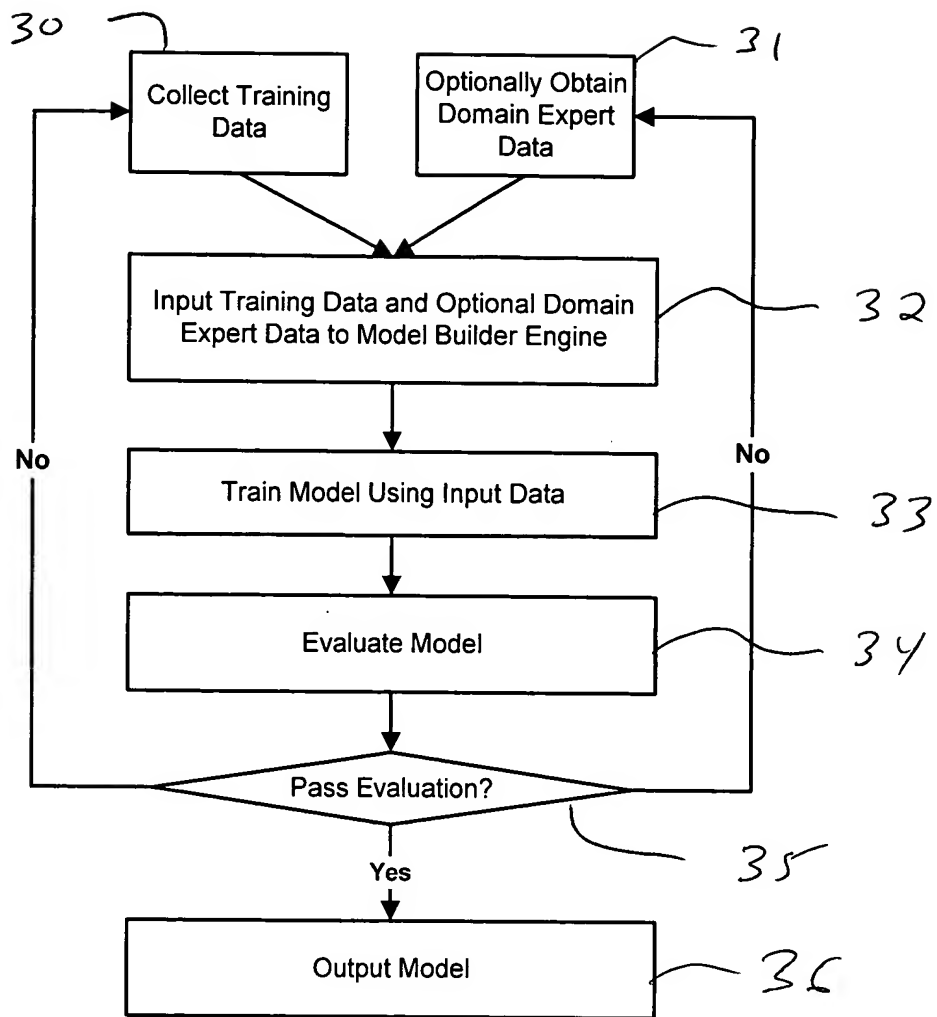 30
31
Collect Training
Data
Optionally Obtain
Domain Expert
Data
Input Training Data and Optional Domain
Expert Data to Model Builder Engine
32
No
No
Train Model Using Input Data
33
Evaluate Model
34
Pass Evaluation?
35
Yes
Output Model
36